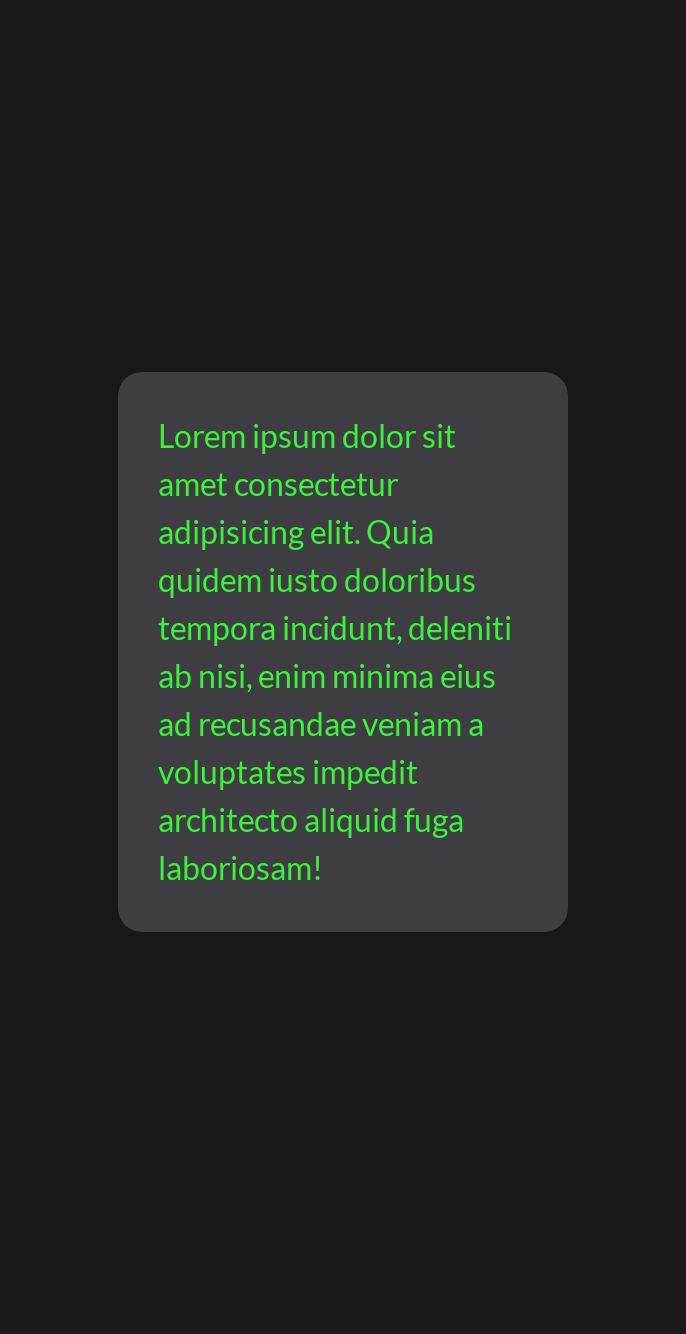 Lorem ipsum dolor sit
amet consectetur
adipisicing elit. Quia
quidem iusto doloribus
tempora incidunt, deleniti
ab nisi, enim minima eius
ad recusandae veniam a
voluptates impedit
architecto aliquid fuga
laboriosam!